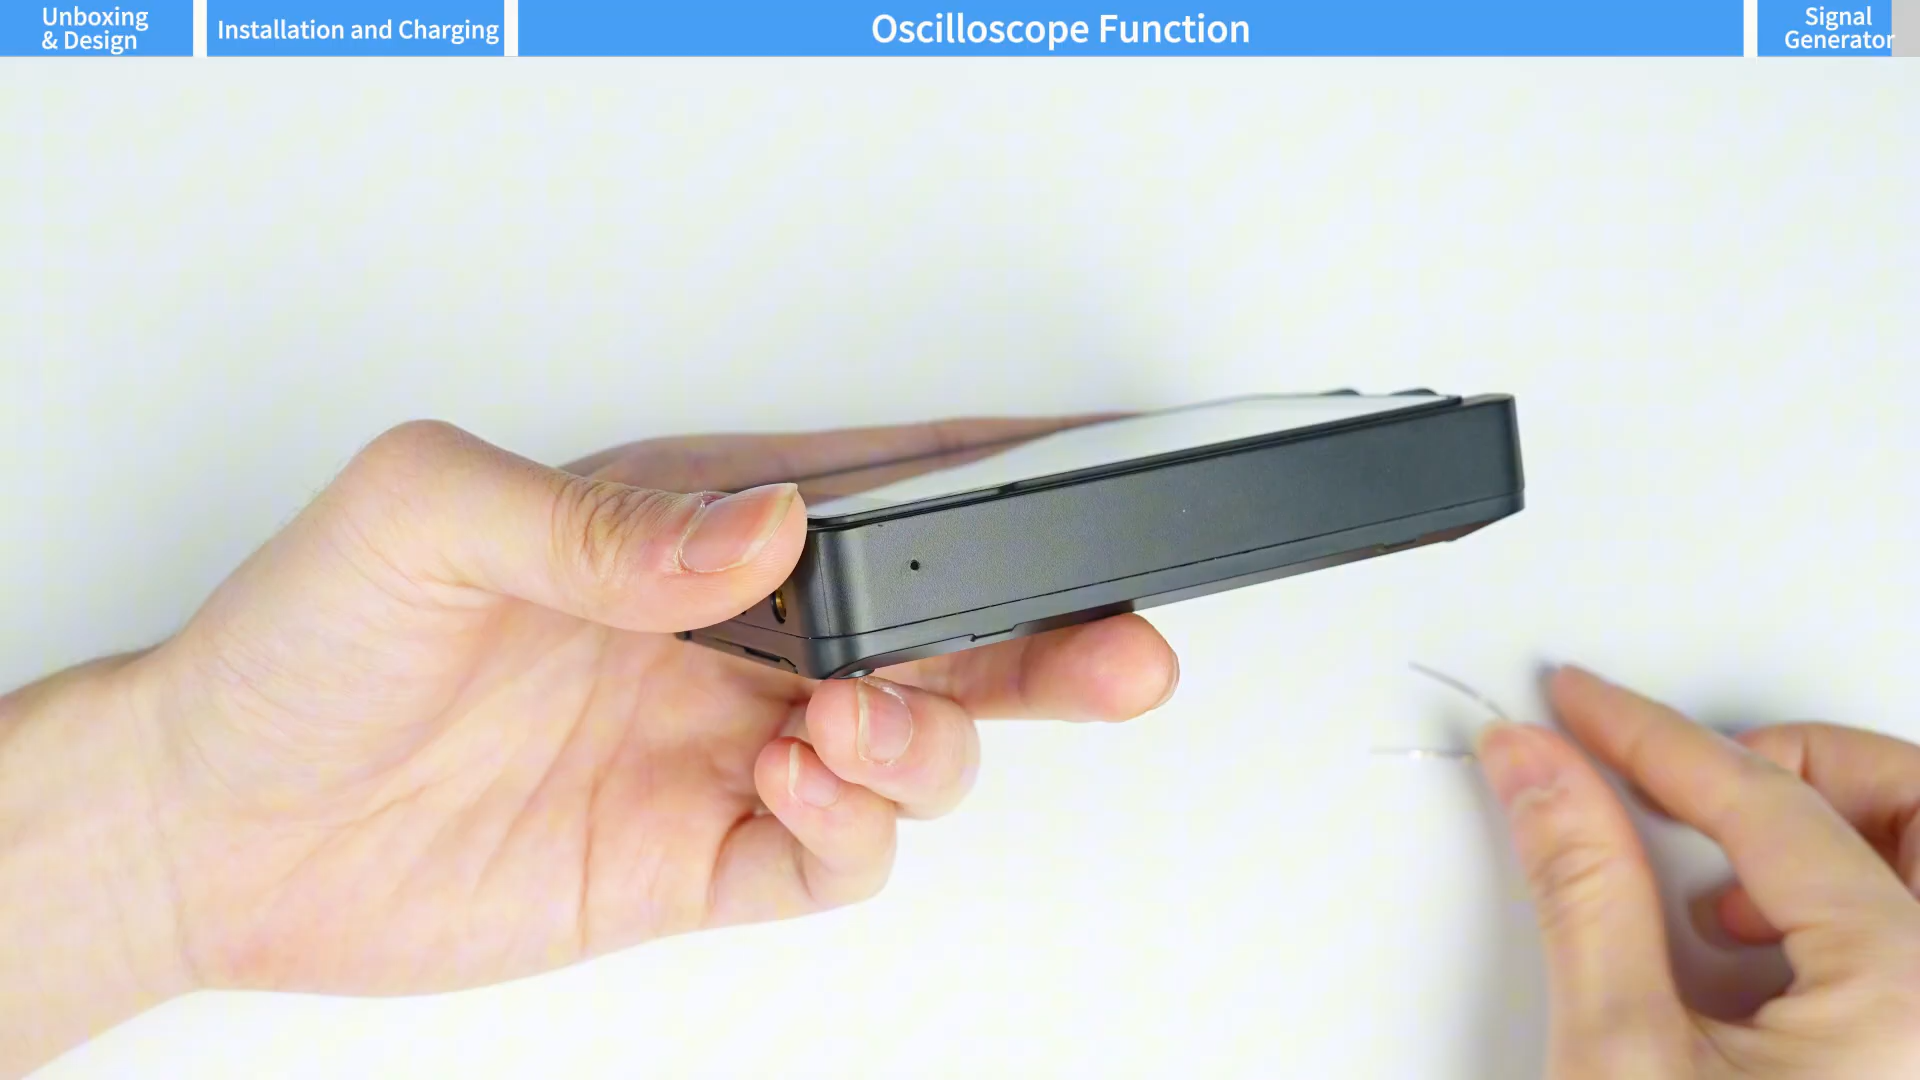 Unboxing
& Design
Installation and Charging
Oscilloscope Function
Signal
Generator